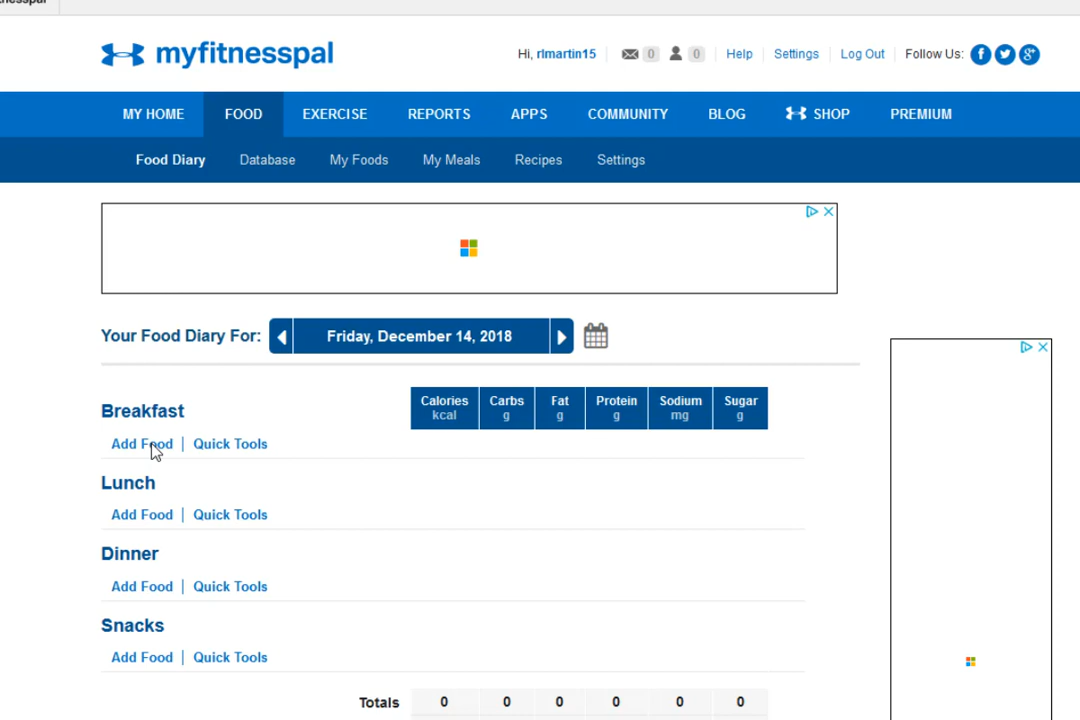 myfitnesspal
Hi, rlmartin15
0
0
Help
Settings
Log Out
Follow Us:
MY HOME
FOOD
EXERCISE
REPORTS
APPS
COMMUNITY
BLOG
SHOP
PREMIUM
Food Diary
Database
My Foods
My Meals
Recipes
Settings
Your Food Diary For:
Friday, December 14, 2018
Breakfast
Calories
kcal
Carbs
g
Fat
g
Protein
g
Sodium
mg
Sugar
g
Add Food | Quick Tools
Lunch
Add Food | Quick Tools
Dinner
Add Food | Quick Tools
Snacks
Add Food | Quick Tools
Totals 0 0 0 0 0 0